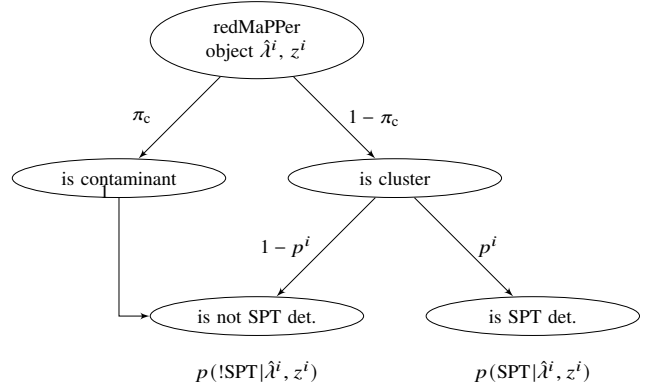 redMaPPer
object λ̂ⁱ, zⁱ
π_c
1 − π_c
is contaminant
is cluster
1
1 − pⁱ
pⁱ
is not SPT det.
is SPT det.
p(!SPT|λ̂ⁱ, zⁱ)
p(SPT|λ̂ⁱ, zⁱ)